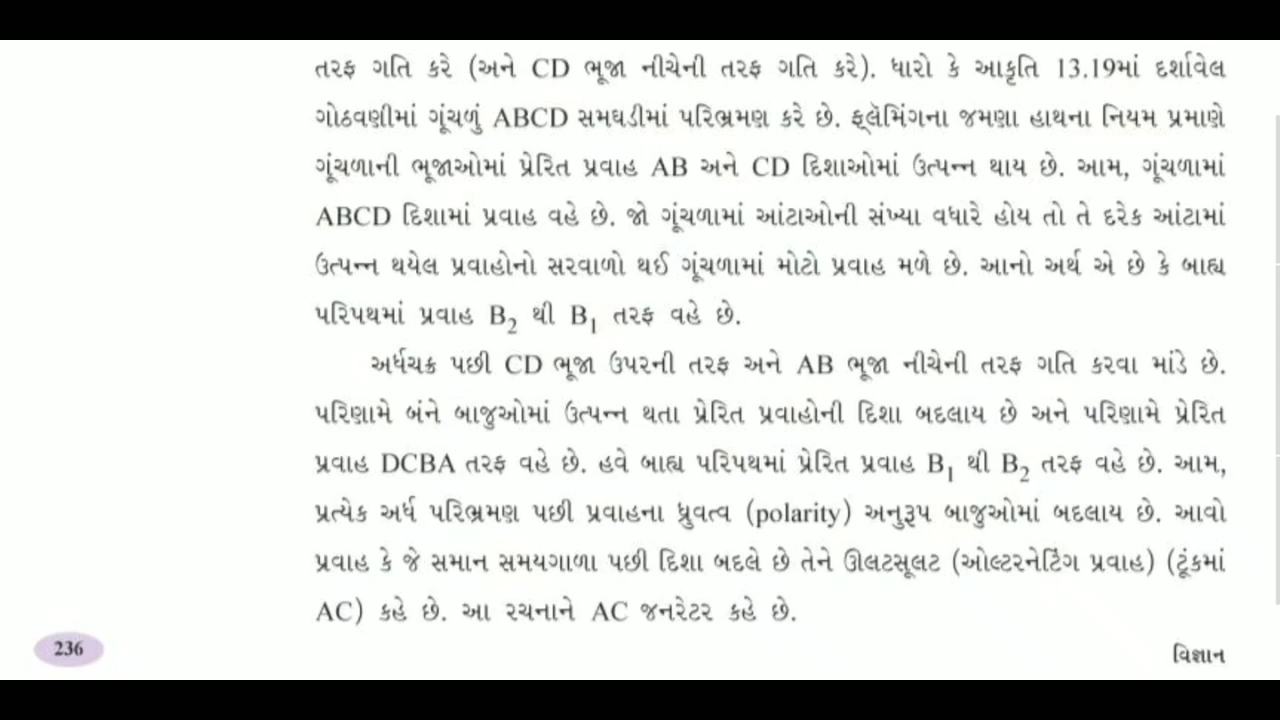 તરફ ગતિ કરે (અને CD ભૂજા નીચેની તરફ ગતિ કરે). ધારો કે આકૃતિ 13.19માં દર્શાવેલ
ગોઠવણીમાં ગૂંચળું ABCD સમઘડીમાં પરિભ્રમણ કરે છે. ફ્લૅમિંગના જમણા હાથના નિયમ પ્રમાણે
ગૂંચળાની ભૂજાઓમાં પ્રેરિત પ્રવાહ AB અને CD દિશાઓમાં ઉત્પન્ન થાય છે. આમ, ગૂંચળામાં
ABCD દિશામાં પ્રવાહ વહે છે. જો ગૂંચળામાં આંટાઓની સંખ્યા વધારે હોય તો તે દરેક આંટામાં
ઉત્પન્ન થયેલ પ્રવાહોનો સરવાળો થઈ ગૂંચળામાં મોટો પ્રવાહ મળે છે. આનો અર્થ એ છે કે બાહ્ય
પરિપથમાં પ્રવાહ B₂ થી B₁ તરફ વહે છે.
અર્ધચક્ર પછી CD ભૂજા ઉપરની તરફ અને AB ભૂજા નીચેની તરફ ગતિ કરવા માંડે છે.
પરિણામે બંને બાજુઓમાં ઉત્પન્ન થતા પ્રેરિત પ્રવાહોની દિશા બદલાય છે અને પરિણામે પ્રેરિત
પ્રવાહ DCBA તરફ વહે છે. હવે બાહ્ય પરિપથમાં પ્રેરિત પ્રવાહ B₁ થી B₂ તરફ વહે છે. આમ,
પ્રત્યેક અર્ધ પરિભ્રમણ પછી પ્રવાહના ધ્રુવત્વ (polarity) અનુરૂપ બાજુઓમાં બદલાય છે. આવો
પ્રવાહ કે જે સમાન સમયગાળા પછી દિશા બદલે છે તેને ઊલટસૂલટ (ઓલ્ટરનેટિંગ પ્રવાહ) (ટૂંકમાં
AC) કહે છે. આ રચનાને AC જનરેટર કહે છે.
236
વિજ્ઞાન